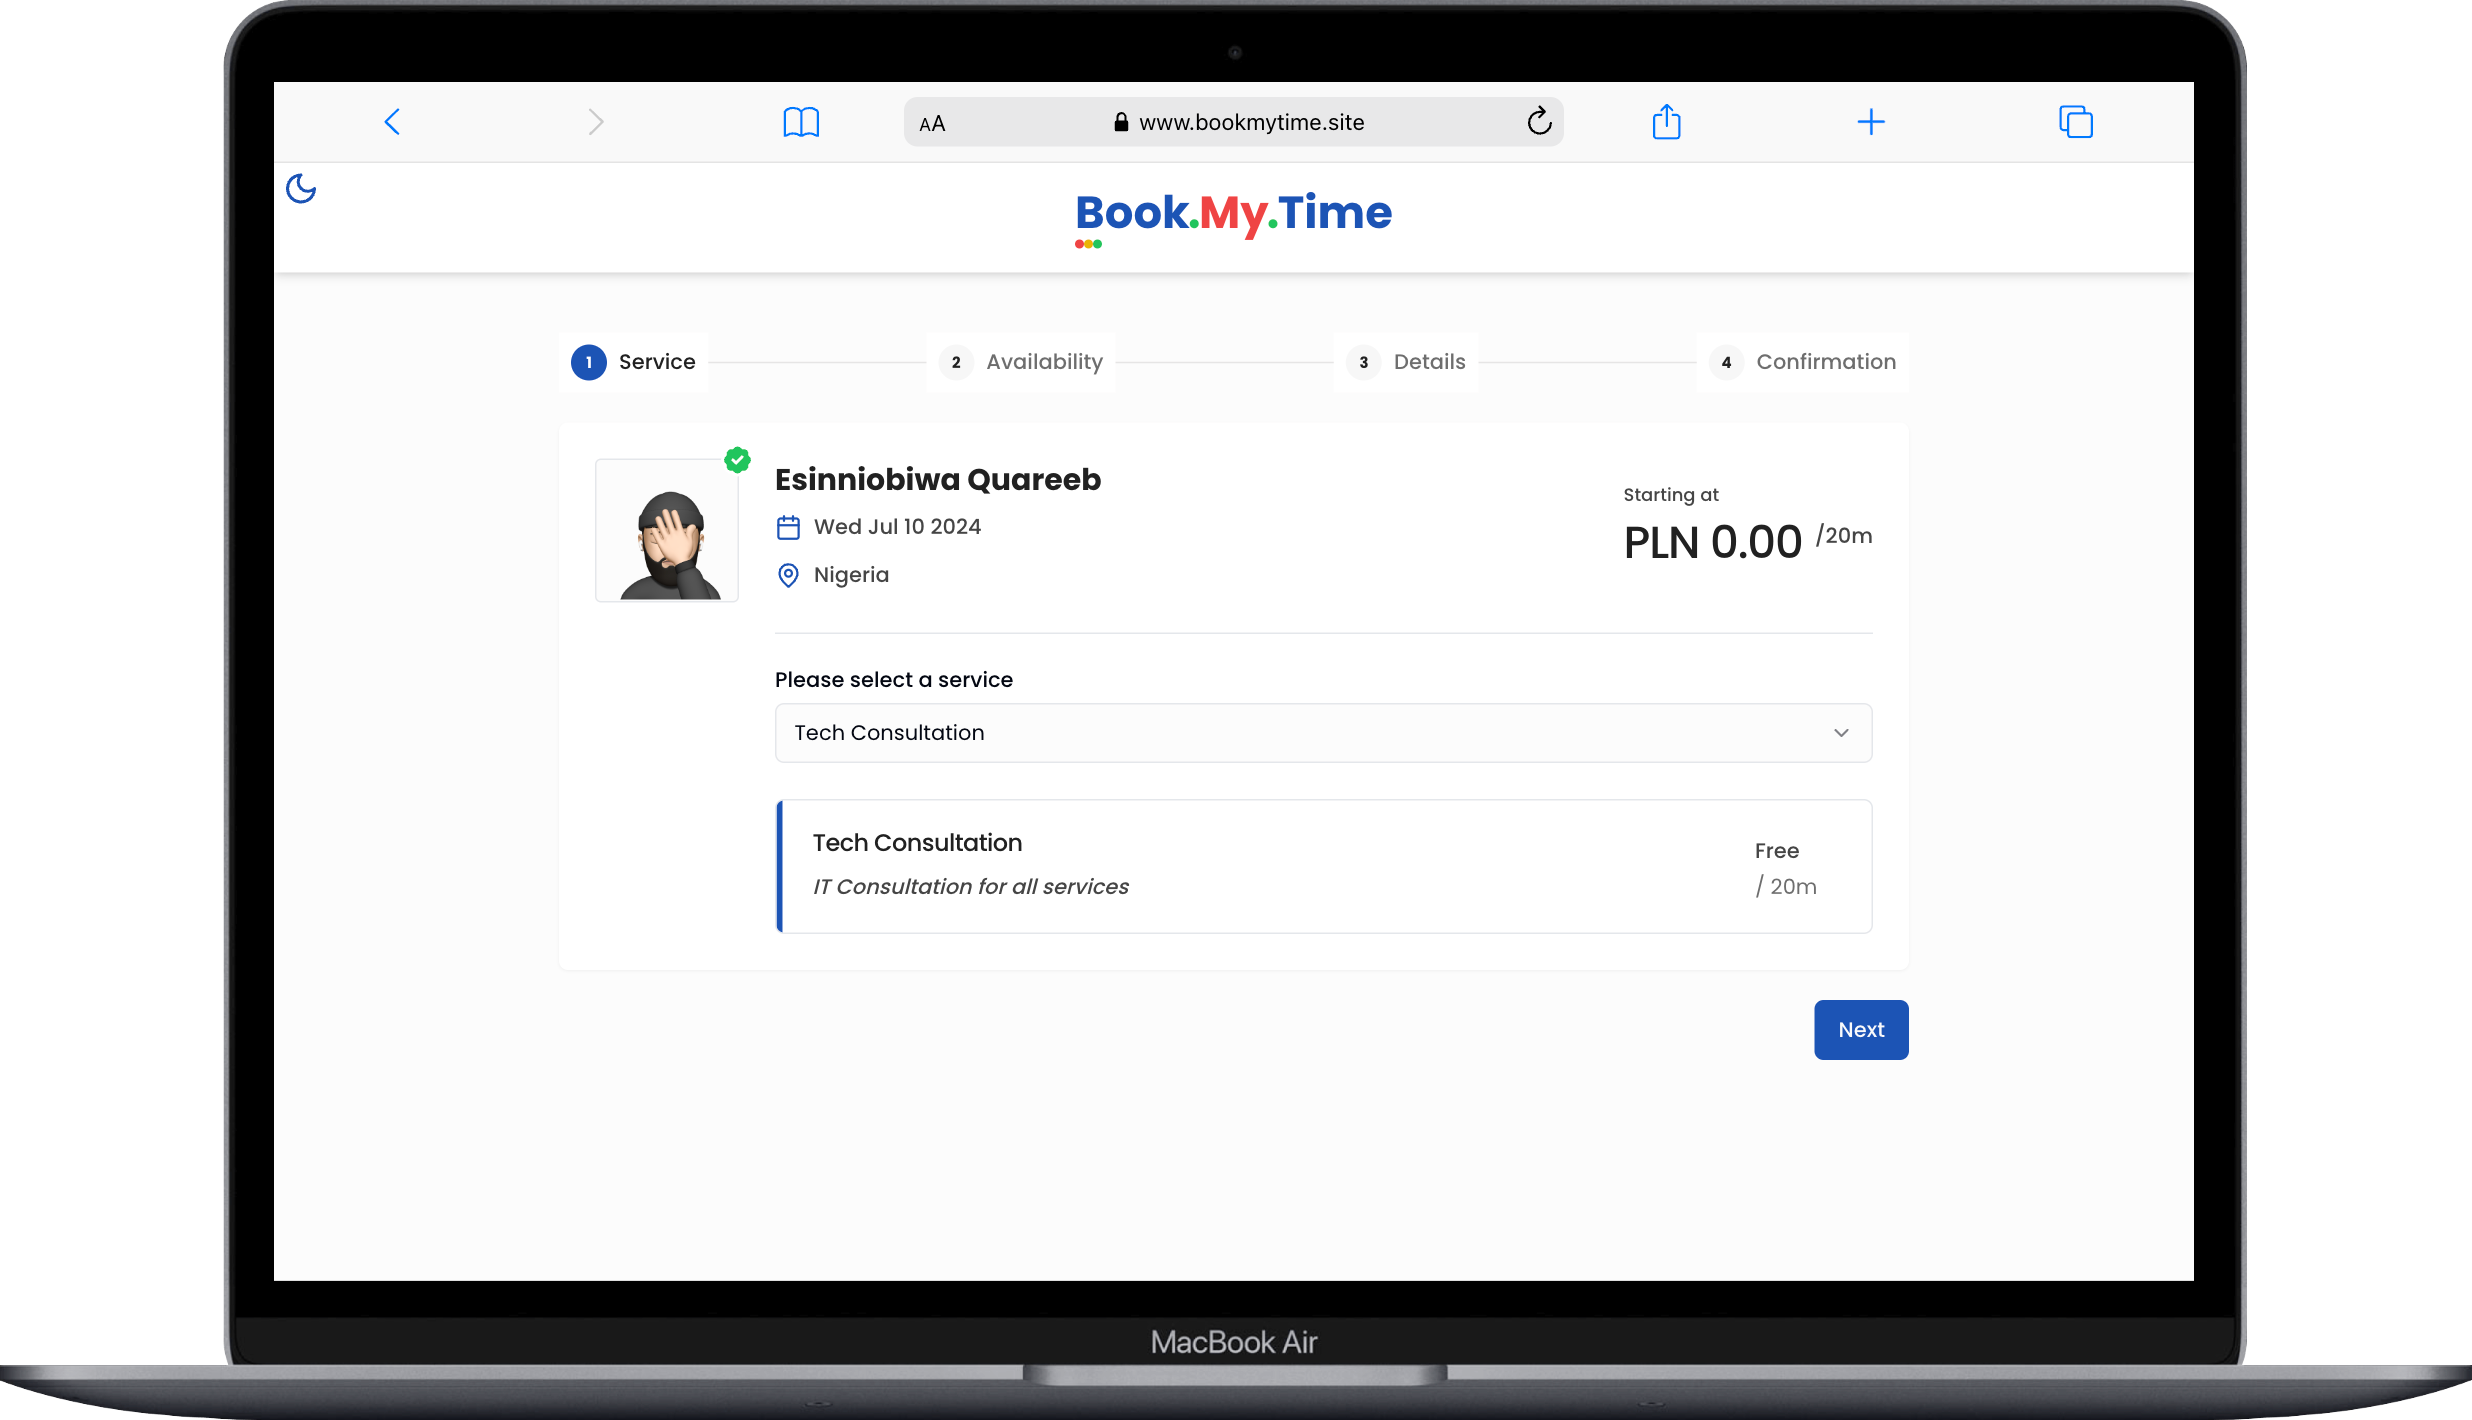 AA www.bookmytime.site
Book.My.Time
1 Service 2 Availability 3 Details 4 Confirmation
Esinniobiwa Quareeb
Wed Jul 10 2024
Nigeria
Starting at
PLN 0.00 /20m
Please select a service
Tech Consultation
Tech Consultation
IT Consultation for all services
Free
/ 20m
Next
MacBook Air